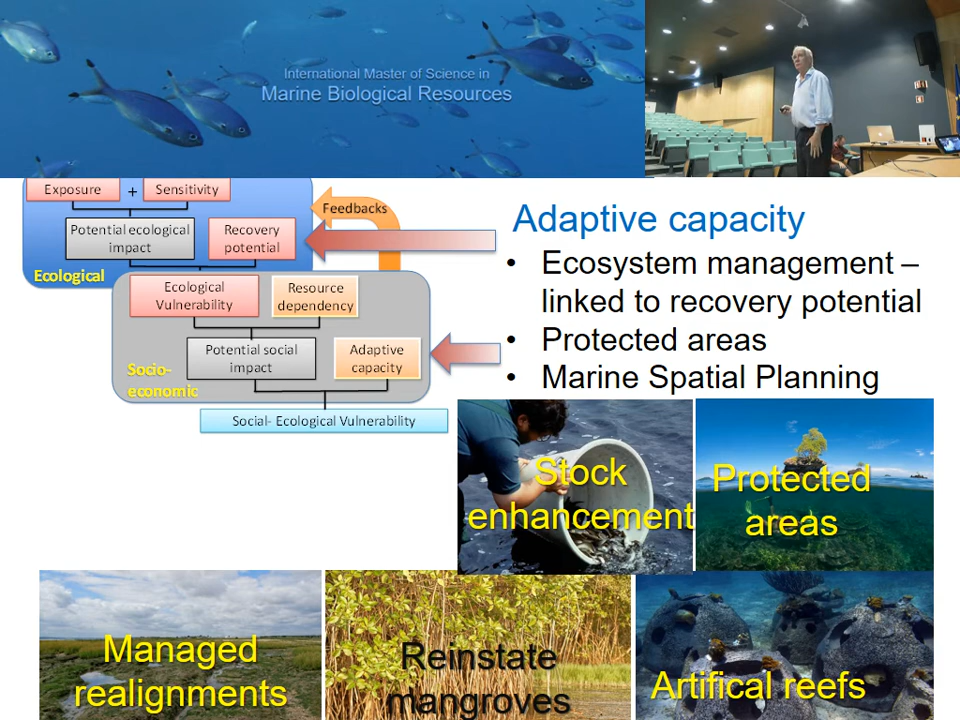 International Master of Science in
Marine Biological Resources
Exposure + Sensitivity
Feedbacks
Potential ecological
impact
Recovery
potential
Ecological
Ecological
Vulnerability
Resource
dependency
Potential social
impact
Adaptive
capacity
Socio-
economic
Social- Ecological Vulnerability
Adaptive capacity
• Ecosystem management –
linked to recovery potential
• Protected areas
• Marine Spatial Planning
Stock
enhancement
Protected
areas
Managed
realignments
Reinstate
mangroves
Artifical reefs